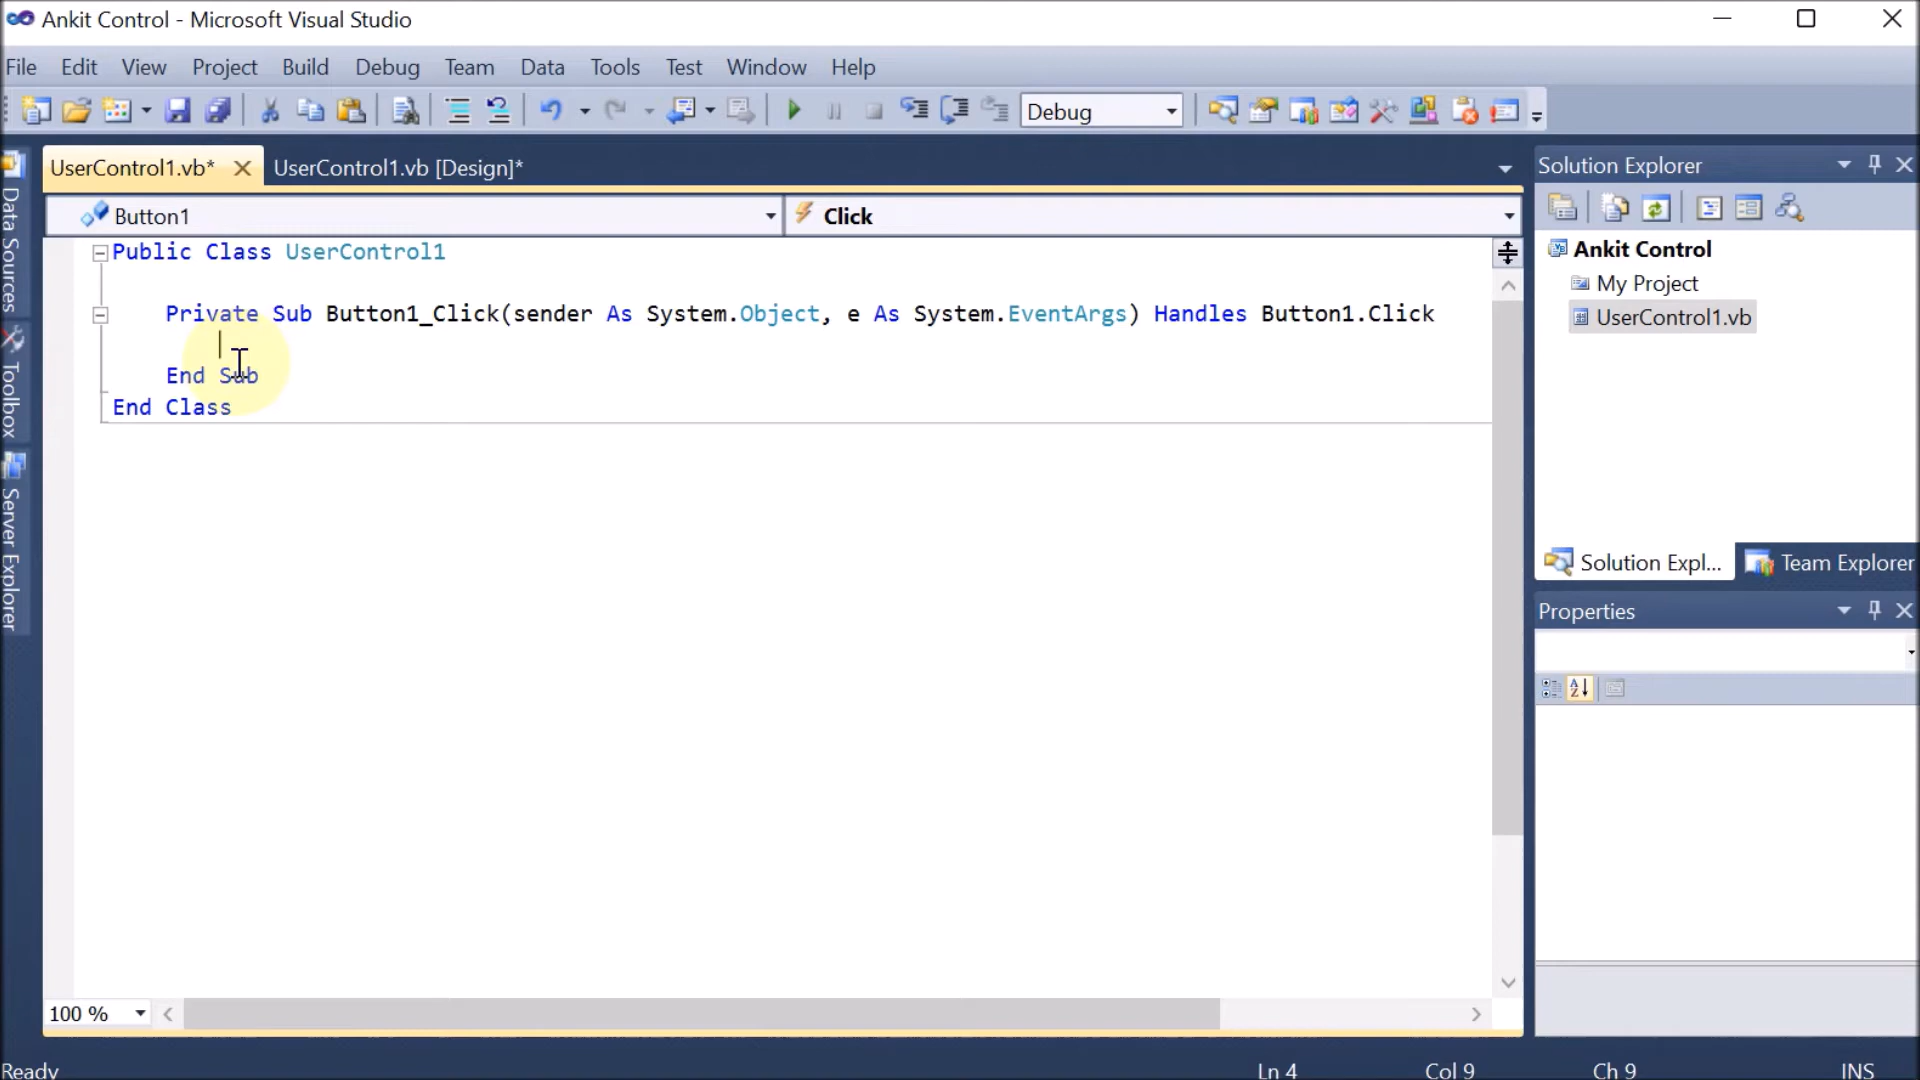 Ankit Control - Microsoft Visual Studio
File Edit View Project Build Debug Team Data Tools Test Window Help
Debug
UserControl1.vb* UserControl1.vb [Design]*
Button1 Click
Public Class UserControl1
Private Sub Button1_Click(sender As System.Object, e As System.EventArgs) Handles Button1.Click
End Sub
End Class
Data Sources
Toolbox
Server Explorer
Solution Explorer
Ankit Control
My Project
UserControl1.vb
Solution Expl... Team Explorer
Properties
100 %
Ready Ln 4 Col 9 Ch 9 INS